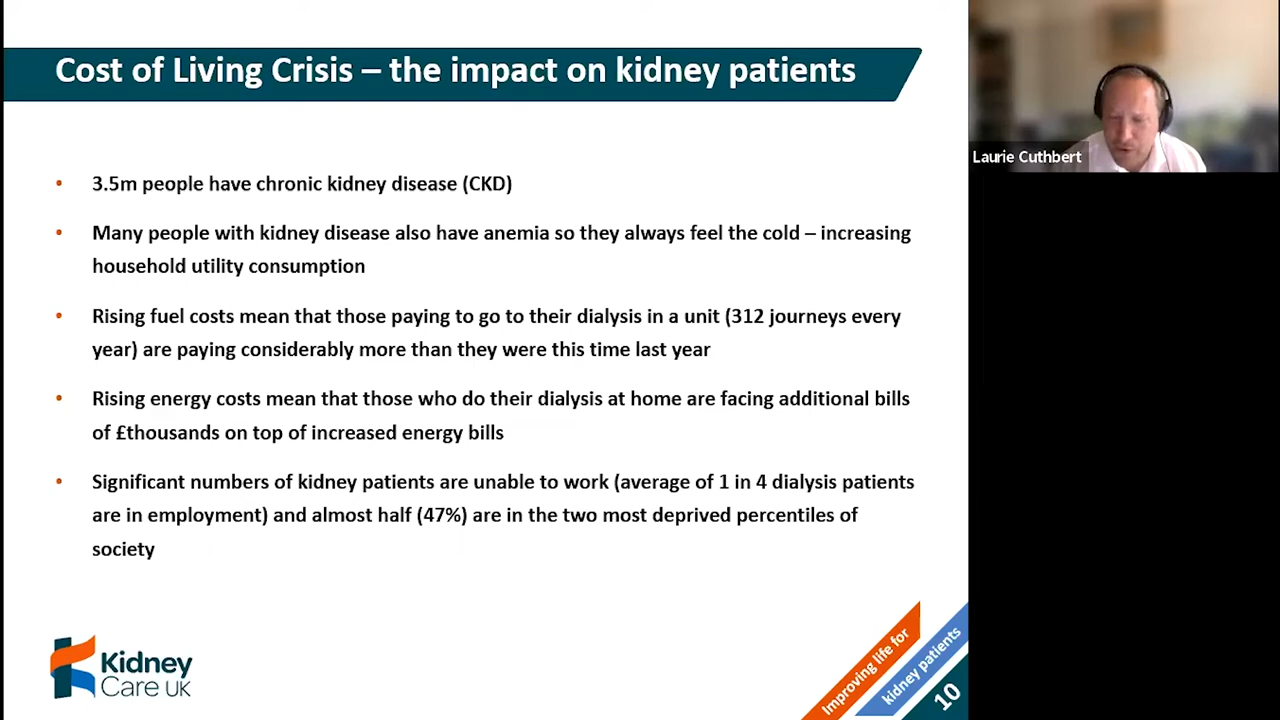 Cost of Living Crisis – the impact on kidney patients
• 3.5m people have chronic kidney disease (CKD)
• Many people with kidney disease also have anemia so they always feel the cold – increasing
household utility consumption
• Rising fuel costs mean that those paying to go to their dialysis in a unit (312 journeys every
year) are paying considerably more than they were this time last year
• Rising energy costs mean that those who do their dialysis at home are facing additional bills
of £thousands on top of increased energy bills
• Significant numbers of kidney patients are unable to work (average of 1 in 4 dialysis patients
are in employment) and almost half (47%) are in the two most deprived percentiles of
society
Kidney
Care UK
Improving life for
kidney patients
10
Laurie Cuthbert